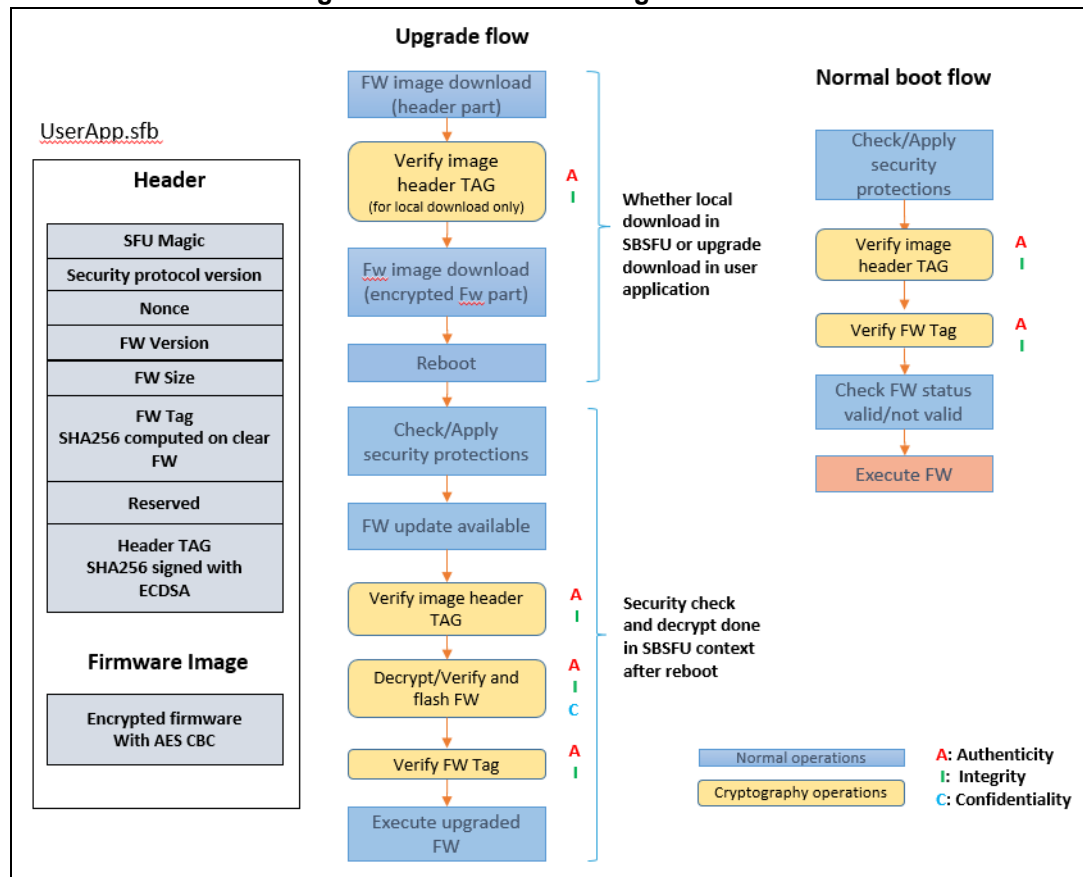 Upgrade flow
FW image download
(header part)
Verify image
header TAG
(for local download only)
A
I
Fw image download
(encrypted Fw part)
Reboot
Whether local
download in
SBSFU or upgrade
download in user
application
Check/Apply
security protections
FW update available
Verify image header
TAG
A
I
Decrypt/Verify and
flash FW
A
I
C
Verify FW Tag
A
I
Execute upgraded
FW
Security check
and decrypt done
in SBSFU context
after reboot
Normal boot flow
Check/Apply
security
protections
Verify image
header TAG
A
I
Verify FW Tag
A
I
Check FW status
valid/not valid
Execute FW
UserApp.sfb
Header
SFU Magic
Security protocol version
Nonce
FW Version
FW Size
FW Tag
SHA256 computed on clear
FW
Reserved
Header TAG
SHA256 signed with
ECDSA
Firmware Image
Encrypted firmware
With AES CBC
Normal operations
Cryptography operations
A: Authenticity
I: Integrity
C: Confidentiality